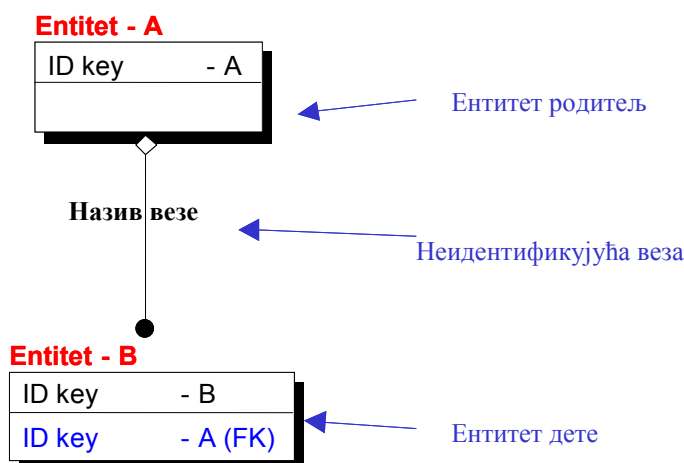 Entitet - A
ID key - A
Ентитет родитељ
Назив везе
Неидентификујућа веза
Entitet - B
ID key - B
ID key - A (FK)
Ентитет дете